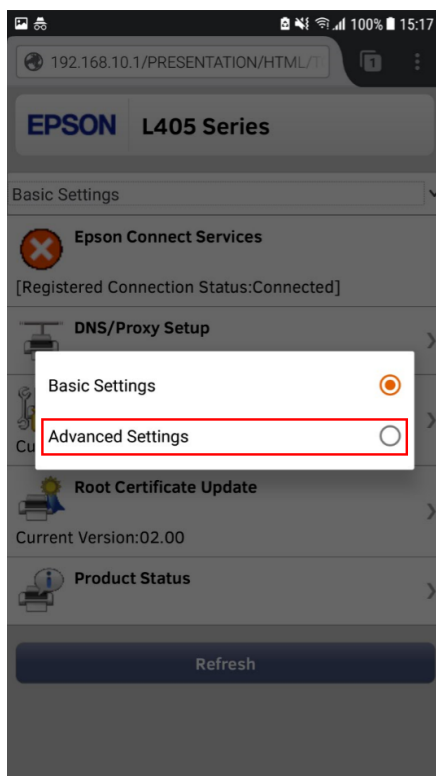 100% 15:17
192.168.10.1/PRESENTATION/HTML/T
1
EPSON L405 Series
Basic Settings
Epson Connect Services
[Registered Connection Status:Connected]
DNS/Proxy Setup
Basic Settings
Cu
Advanced Settings
Root Certificate Update
Current Version:02.00
Product Status
Refresh